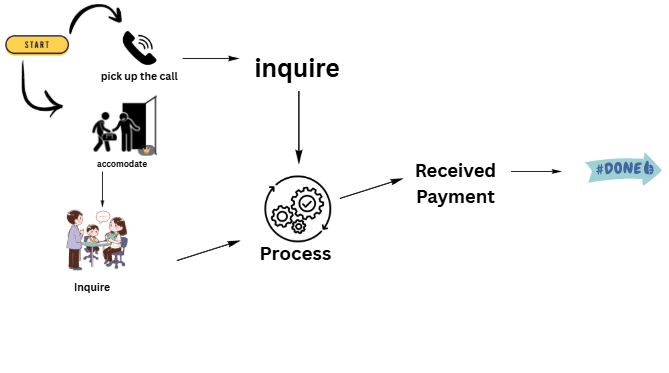 START
pick up the call
inquire
accomodate
Inquire
Process
Received
Payment
#DONE